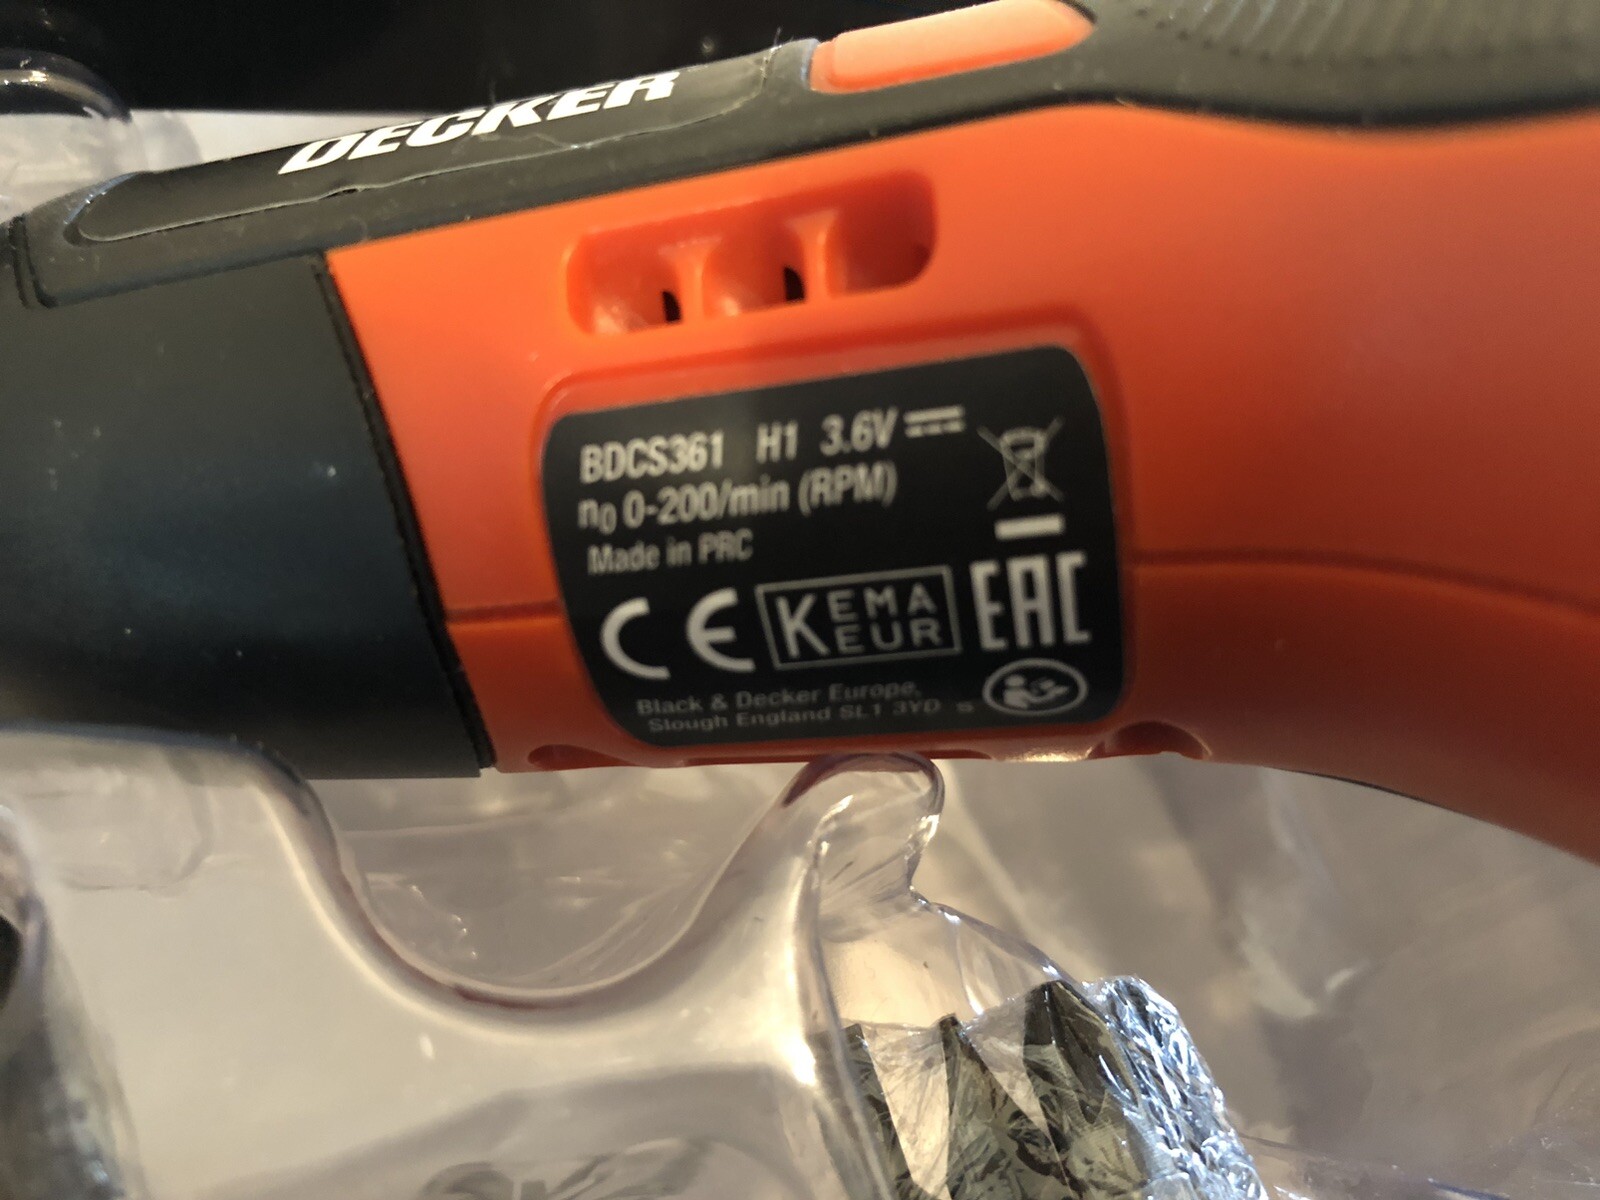 DECKER
BDCS361 H1 3.6V
n0 0-200/min (RPM)
Made in PRC
CE KEMA EUR EAC
Black & Decker Europe,
Slough England SL1 3YD